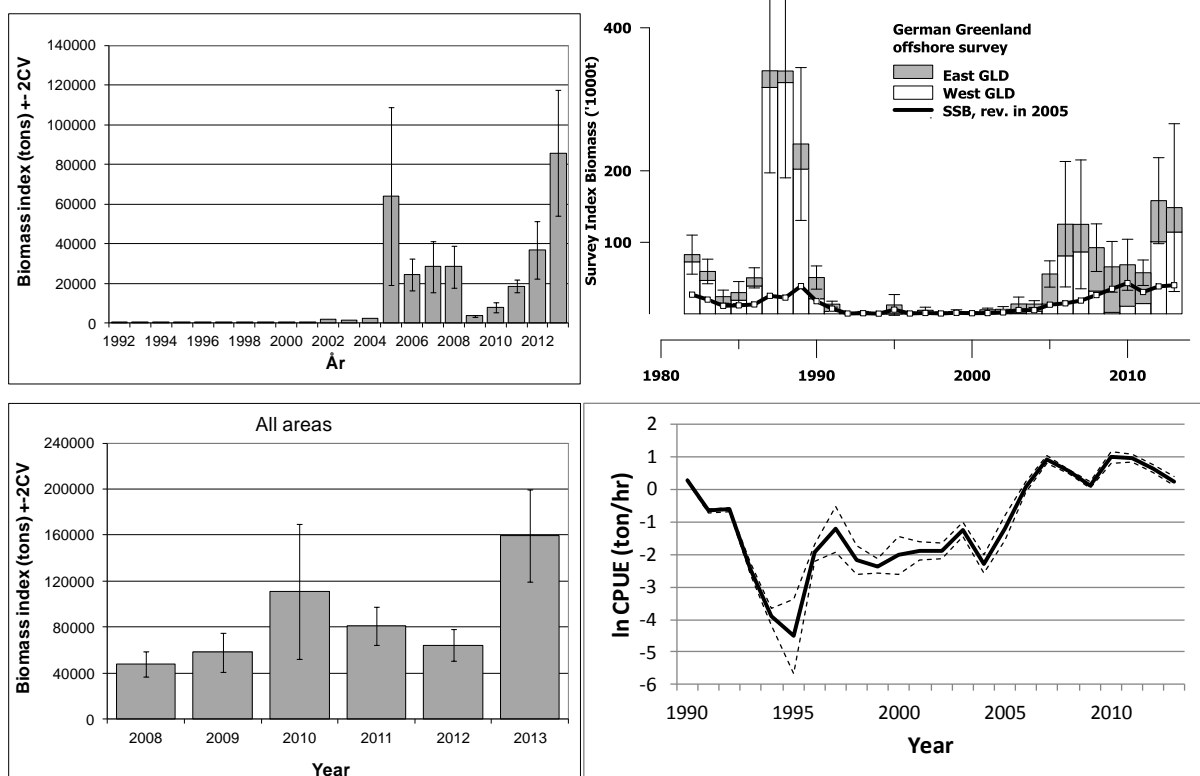 Biomass index (tons) +- 2CV
140000
120000
100000
80000
60000
40000
20000
0
1992 1994 1996 1998 2000 2002 2004 2006 2008 2010 2012
År
Survey Index Biomass ('1000t)
400
200
100
German Greenland
offshore survey
East GLD
West GLD
SSB, rev. in 2005
1980 1990 2000 2010
All areas
Biomass index (tons) +-2CV
240000
200000
160000
120000
80000
40000
0
2008 2009 2010 2011 2012 2013
Year
ln CPUE (ton/hr)
2
1
0
-1
-2
-3
-4
-5
-6
1990 1995 2000 2005 2010
Year